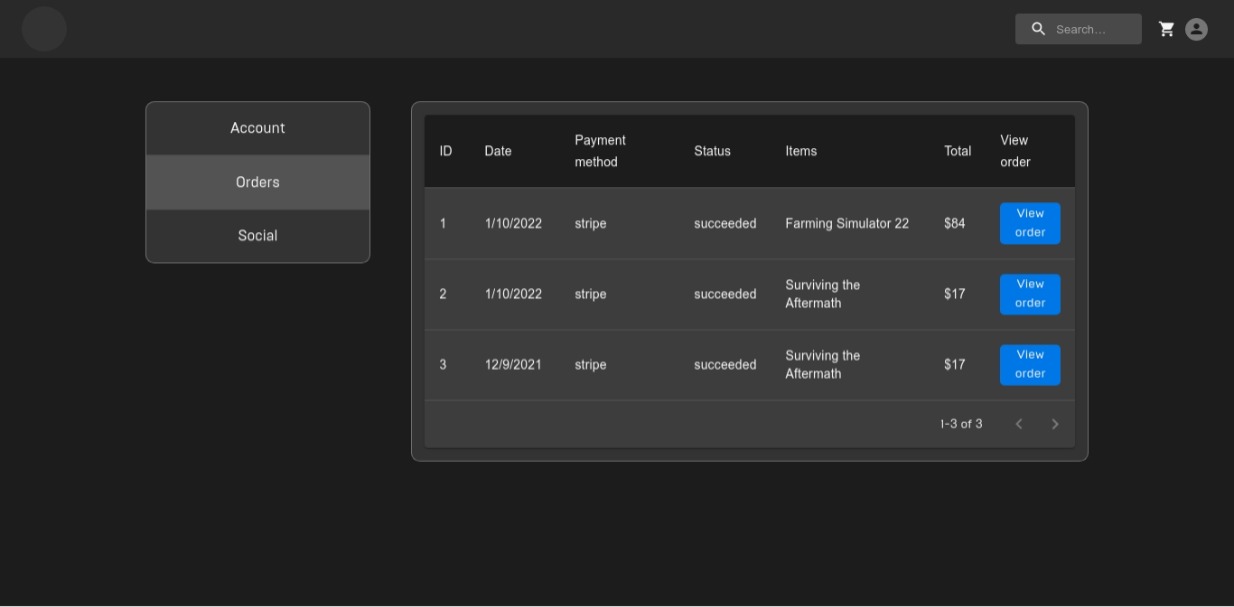 Search...
Account
Orders
Social
ID Date Payment method Status Items Total View order
1 1/10/2022 stripe succeeded Farming Simulator 22 $84 View order
2 1/10/2022 stripe succeeded Surviving the Aftermath $17 View order
3 12/9/2021 stripe succeeded Surviving the Aftermath $17 View order
1-3 of 3